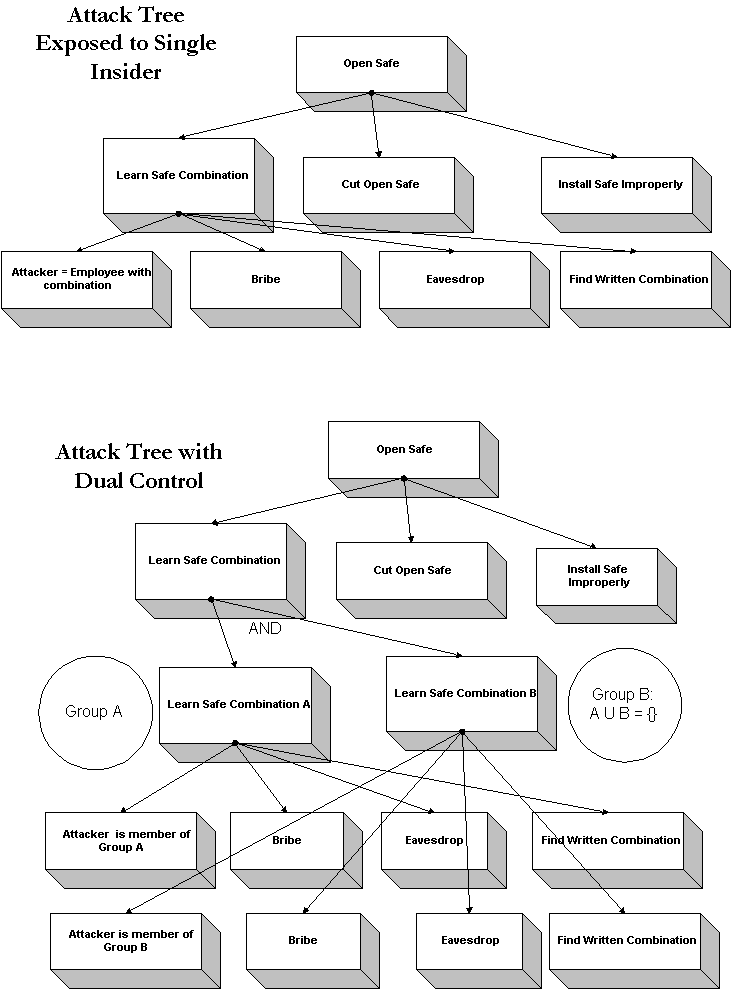 Attack Tree
Exposed to Single
Insider
Open Safe
Learn Safe Combination
Cut Open Safe
Install Safe Improperly
Attacker = Employee with
combination
Bribe
Eavesdrop
Find Written Combination
Attack Tree with
Dual Control
Open Safe
Learn Safe Combination
Cut Open Safe
Install Safe
Improperly
AND
Group A
Learn Safe Combination A
Learn Safe Combination B
Group B:
A U B = {}
Attacker is member of
Group A
Bribe
Eavesdrop
Find Written Combination
Attacker is member of
Group B
Bribe
Eavesdrop
Find Written Combination